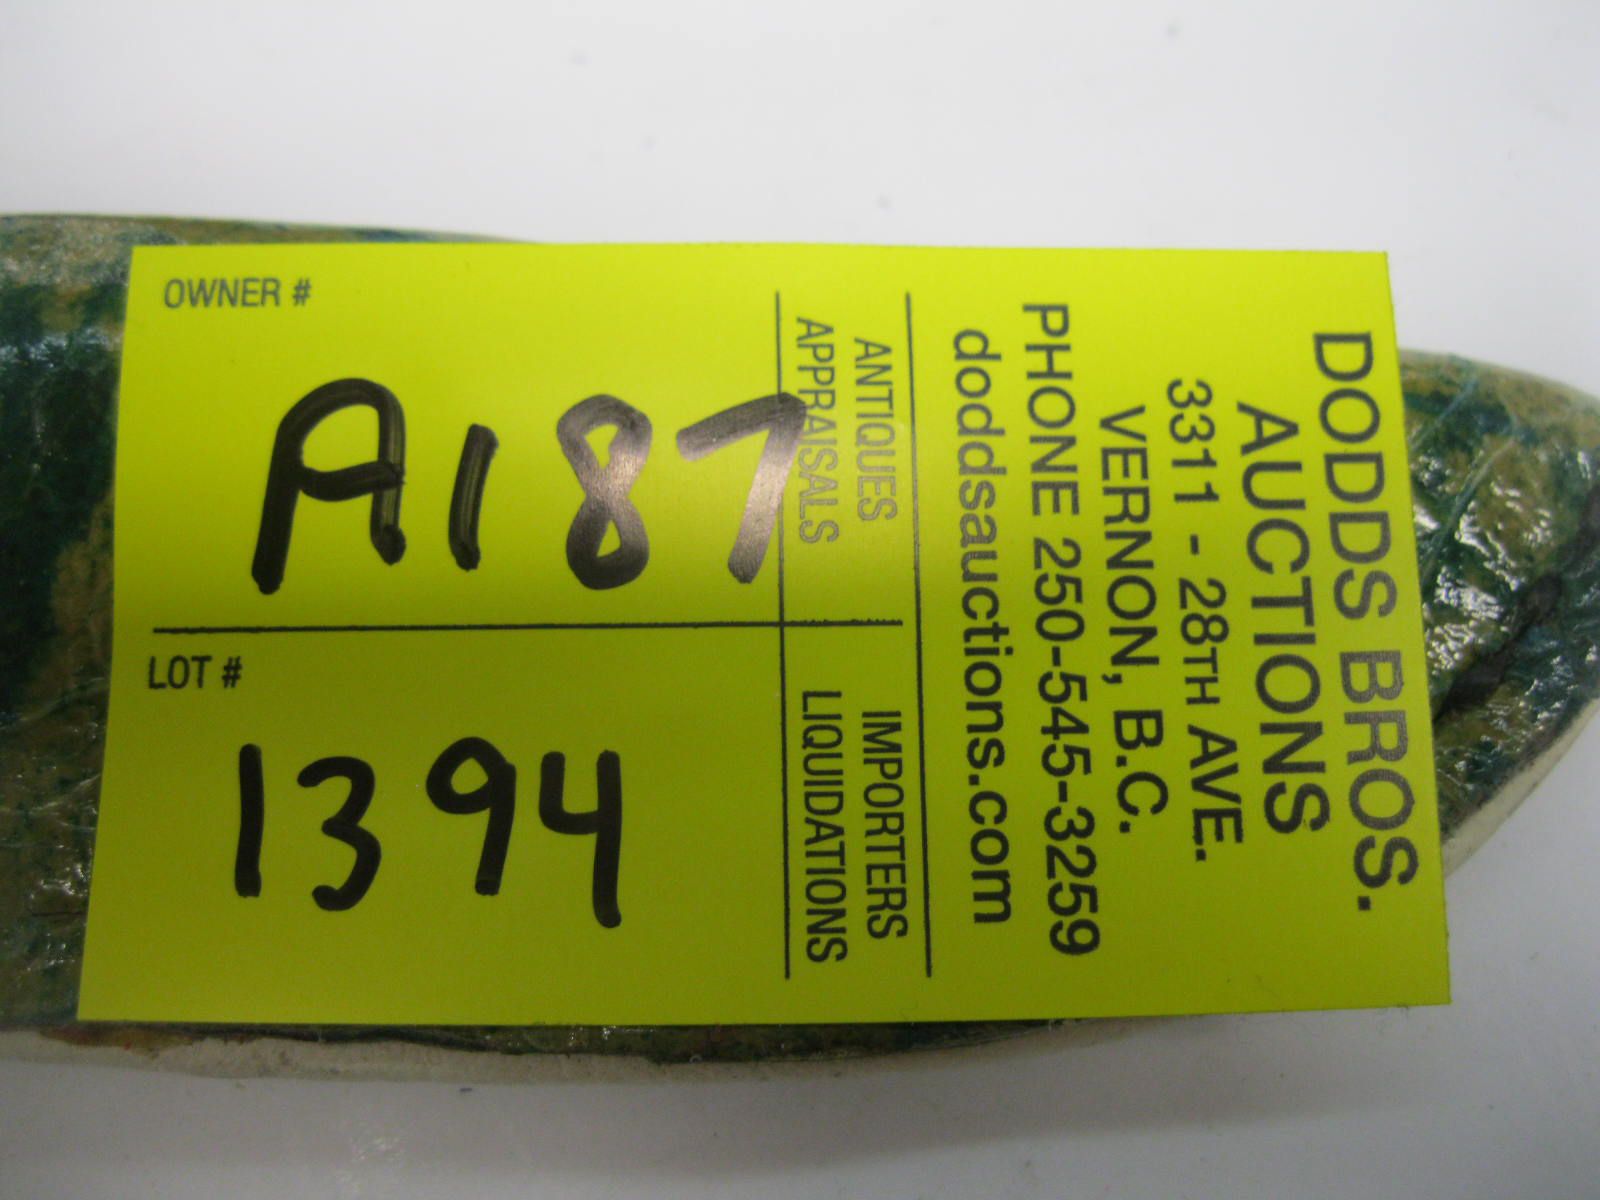 OWNER #
A187
LOT #
1394
ANTIQUES
APPRAISALS
IMPORTERS
LIQUIDATIONS
DODDS BROS.
AUCTIONS
3311 - 28TH AVE.
VERNON, B.C.
PHONE 250-545-3259
doddsauctions.com